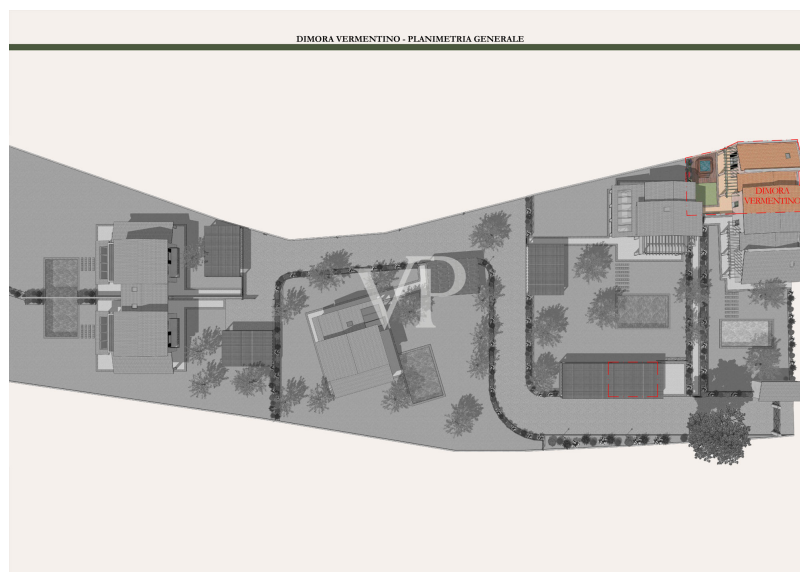 DIMORA VERMENTINO - PLANIMETRIA GENERALE
DIMORA
VERMENTINO
VP